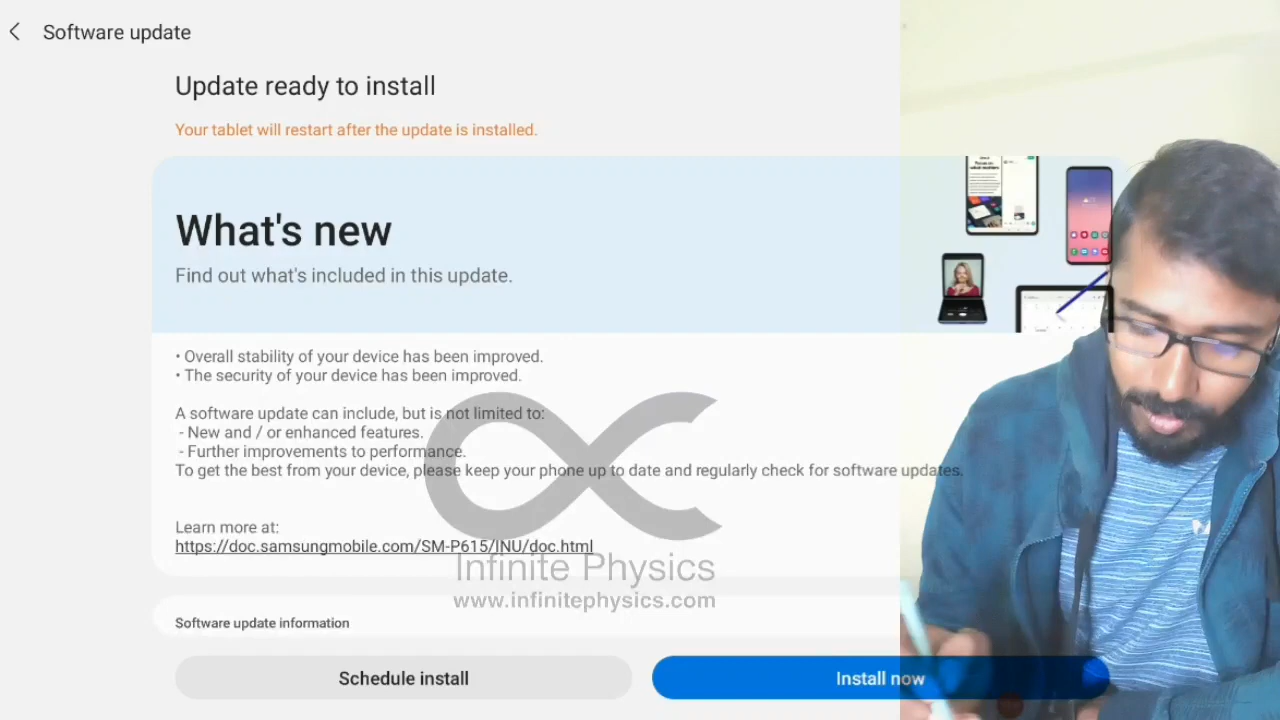 Software update
Update ready to install
Your tablet will restart after the update is installed.
What's new
Find out what's included in this update.
• Overall stability of your device has been improved.
• The security of your device has been improved.
A software update can include, but is not limited to:
- New and / or enhanced features.
- Further improvements to performance.
To get the best from your device, please keep your phone up to date and regularly check for software updates.
Learn more at:
https://doc.samsungmobile.com/SM-P615/INU/doc.html
Infinite Physics
www.infinitephysics.com
Software update information
Schedule install
Install now